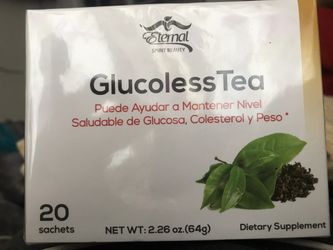 Eternal
SPIRIT BEAUTY
GlucolessTea
Puede Ayudar a Mantener Nivel
Saludable de Glucosa, Colesterol y Peso*
20
sachets
NET WT: 2.26 oz.(64g)
Dietary Supplement